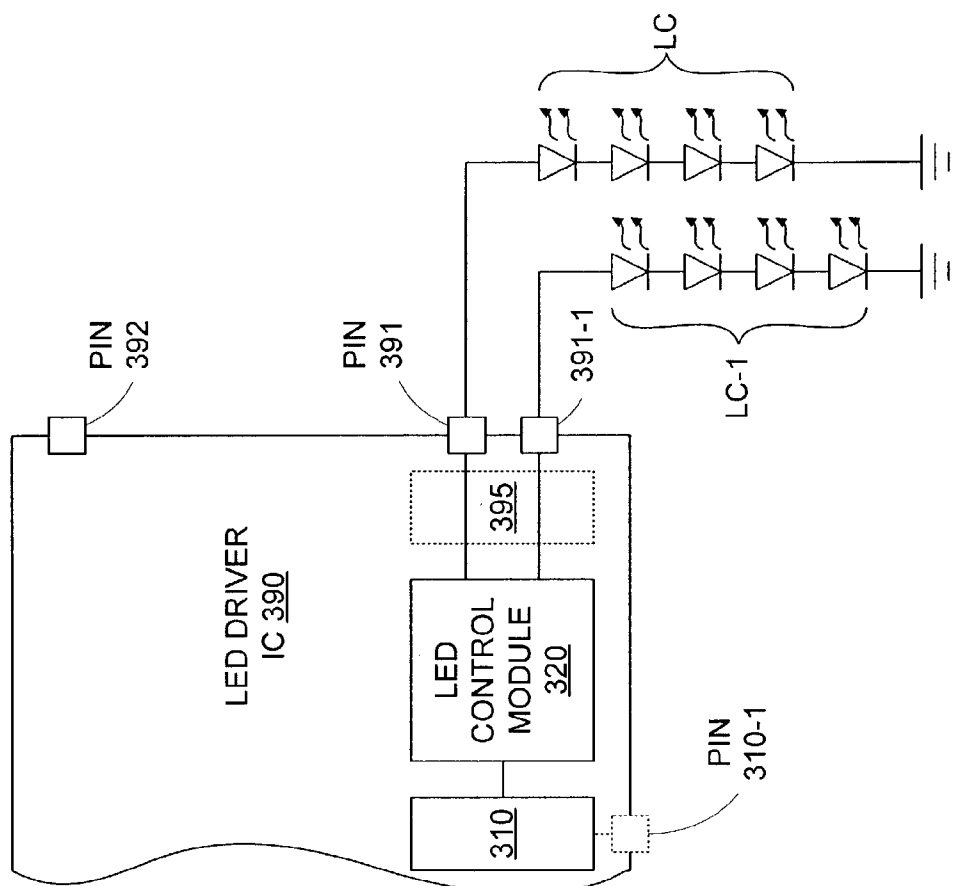 PIN
392
LED DRIVER
IC 390
PIN
391
391-1
395
LED
CONTROL
MODULE
320
310
PIN
310-1
LC
LC-1